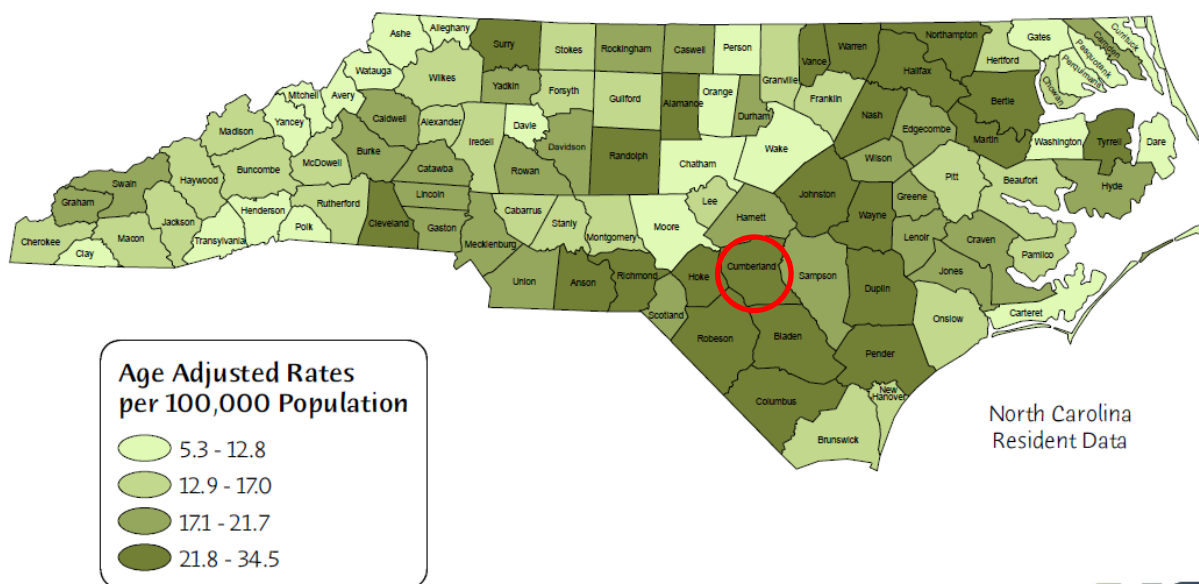 Ashe
Alleghany
Surry
Stokes
Rockingham
Caswell
Person
Granville
Vance
Warren
Northampton
Gates
Hertford
Halifax
Currituck
Camden
Pasquotank
Perquimans
Chowan
Watauga
Wilkes
Yadkin
Forsyth
Guilford
Alamance
Orange
Durham
Franklin
Bertie
Mitchell
Avery
Yancey
Caldwell
Alexander
Davie
Iredell
Nash
Edgecombe
Martin
Washington
Tyrrell
Dare
Madison
Burke
Davidson
Randolph
Chatham
Wake
Wilson
Buncombe
McDowell
Catawba
Rowan
Haywood
Swain
Graham
Lincoln
Johnston
Greene
Pitt
Beaufort
Hyde
Rutherford
Cleveland
Gaston
Cabarrus
Stanly
Montgomery
Moore
Lee
Harnett
Wayne
Lenoir
Craven
Pamlico
Jackson
Henderson
Polk
Transylvania
Macon
Cherokee
Clay
Mecklenburg
Union
Anson
Richmond
Hoke
Cumberland
Sampson
Duplin
Jones
Carteret
Onslow
Scotland
Robeson
Bladen
Pender
Columbus
New
Hanover
Brunswick
Age Adjusted Rates
per 100,000 Population
5.3 - 12.8
12.9 - 17.0
17.1 - 21.7
21.8 - 34.5
North Carolina
Resident Data